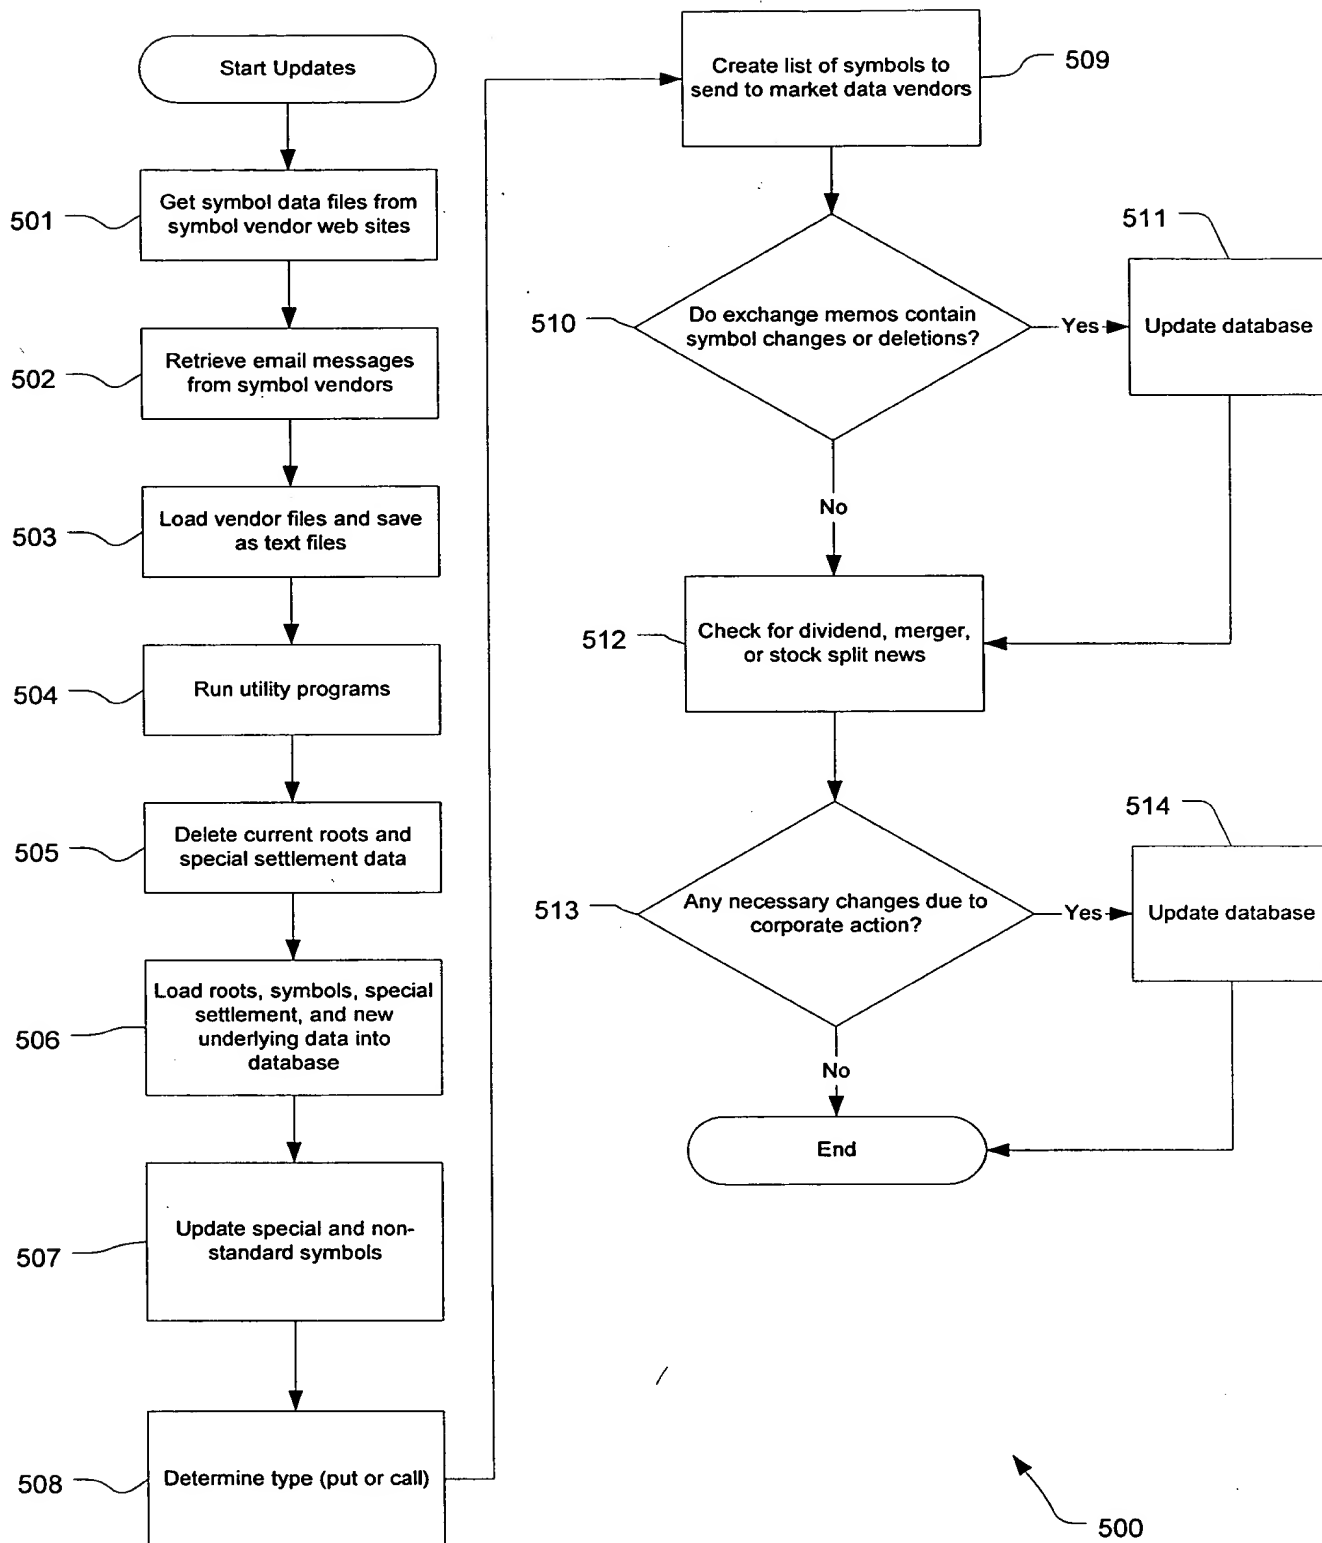 Start Updates
501
Get symbol data files from
symbol vendor web sites
502
Retrieve email messages
from symbol vendors
503
Load vendor files and save
as text files
504
Run utility programs
505
Delete current roots and
special settlement data
506
Load roots, symbols, special
settlement, and new
underlying data into
database
507
Update special and non-
standard symbols
508
Determine type (put or call)
Create list of symbols to
send to market data vendors
509
510
Do exchange memos contain
symbol changes or deletions?
Yes
511
Update database
No
512
Check for dividend, merger,
or stock split news
513
Any necessary changes due to
corporate action?
Yes
514
Update database
No
End
500